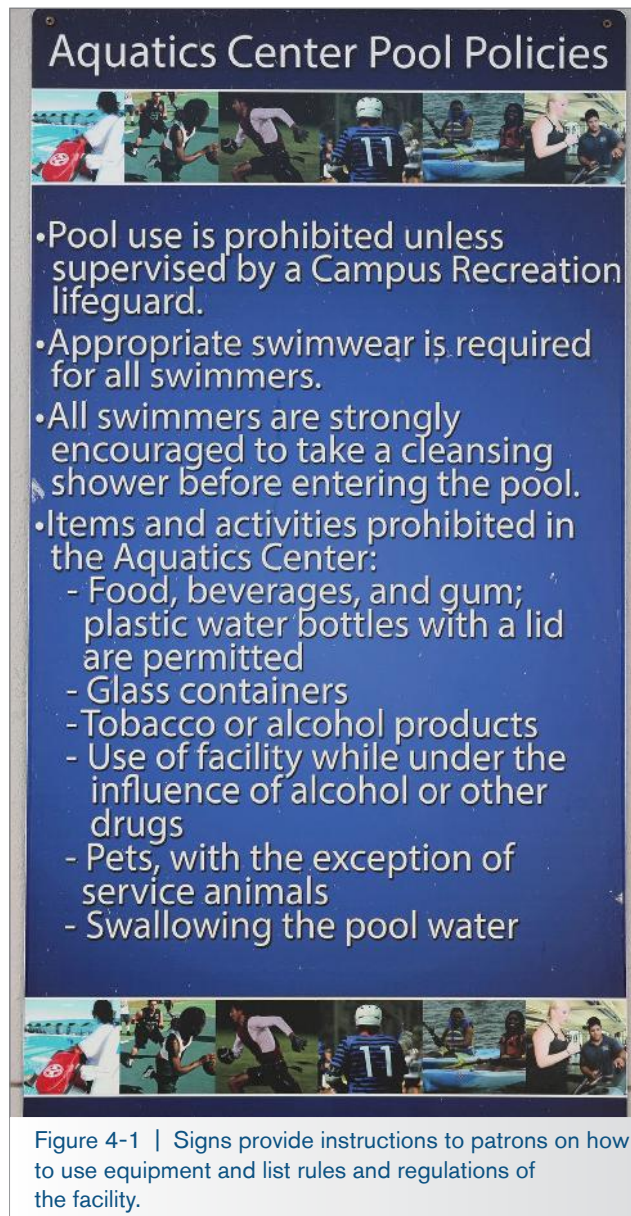 Aquatics Center Pool Policies
11
•Pool use is prohibited unless
supervised by a Campus Recreation
lifeguard.
•Appropriate swimwear is required
for all swimmers.
•All swimmers are strongly
encouraged to take a cleansing
shower before entering the pool.
•Items and activities prohibited in
the Aquatics Center:
- Food, beverages, and gum;
plastic water bottles with a lid
are permitted
- Glass containers
-Tobacco or alcohol products
- Use of facility while under the
influence of alcohol or other
drugs
- Pets, with the exception of
service animals
- Swallowing the pool water
11
Figure 4-1 | Signs provide instructions to patrons on how
to use equipment and list rules and regulations of
the facility.